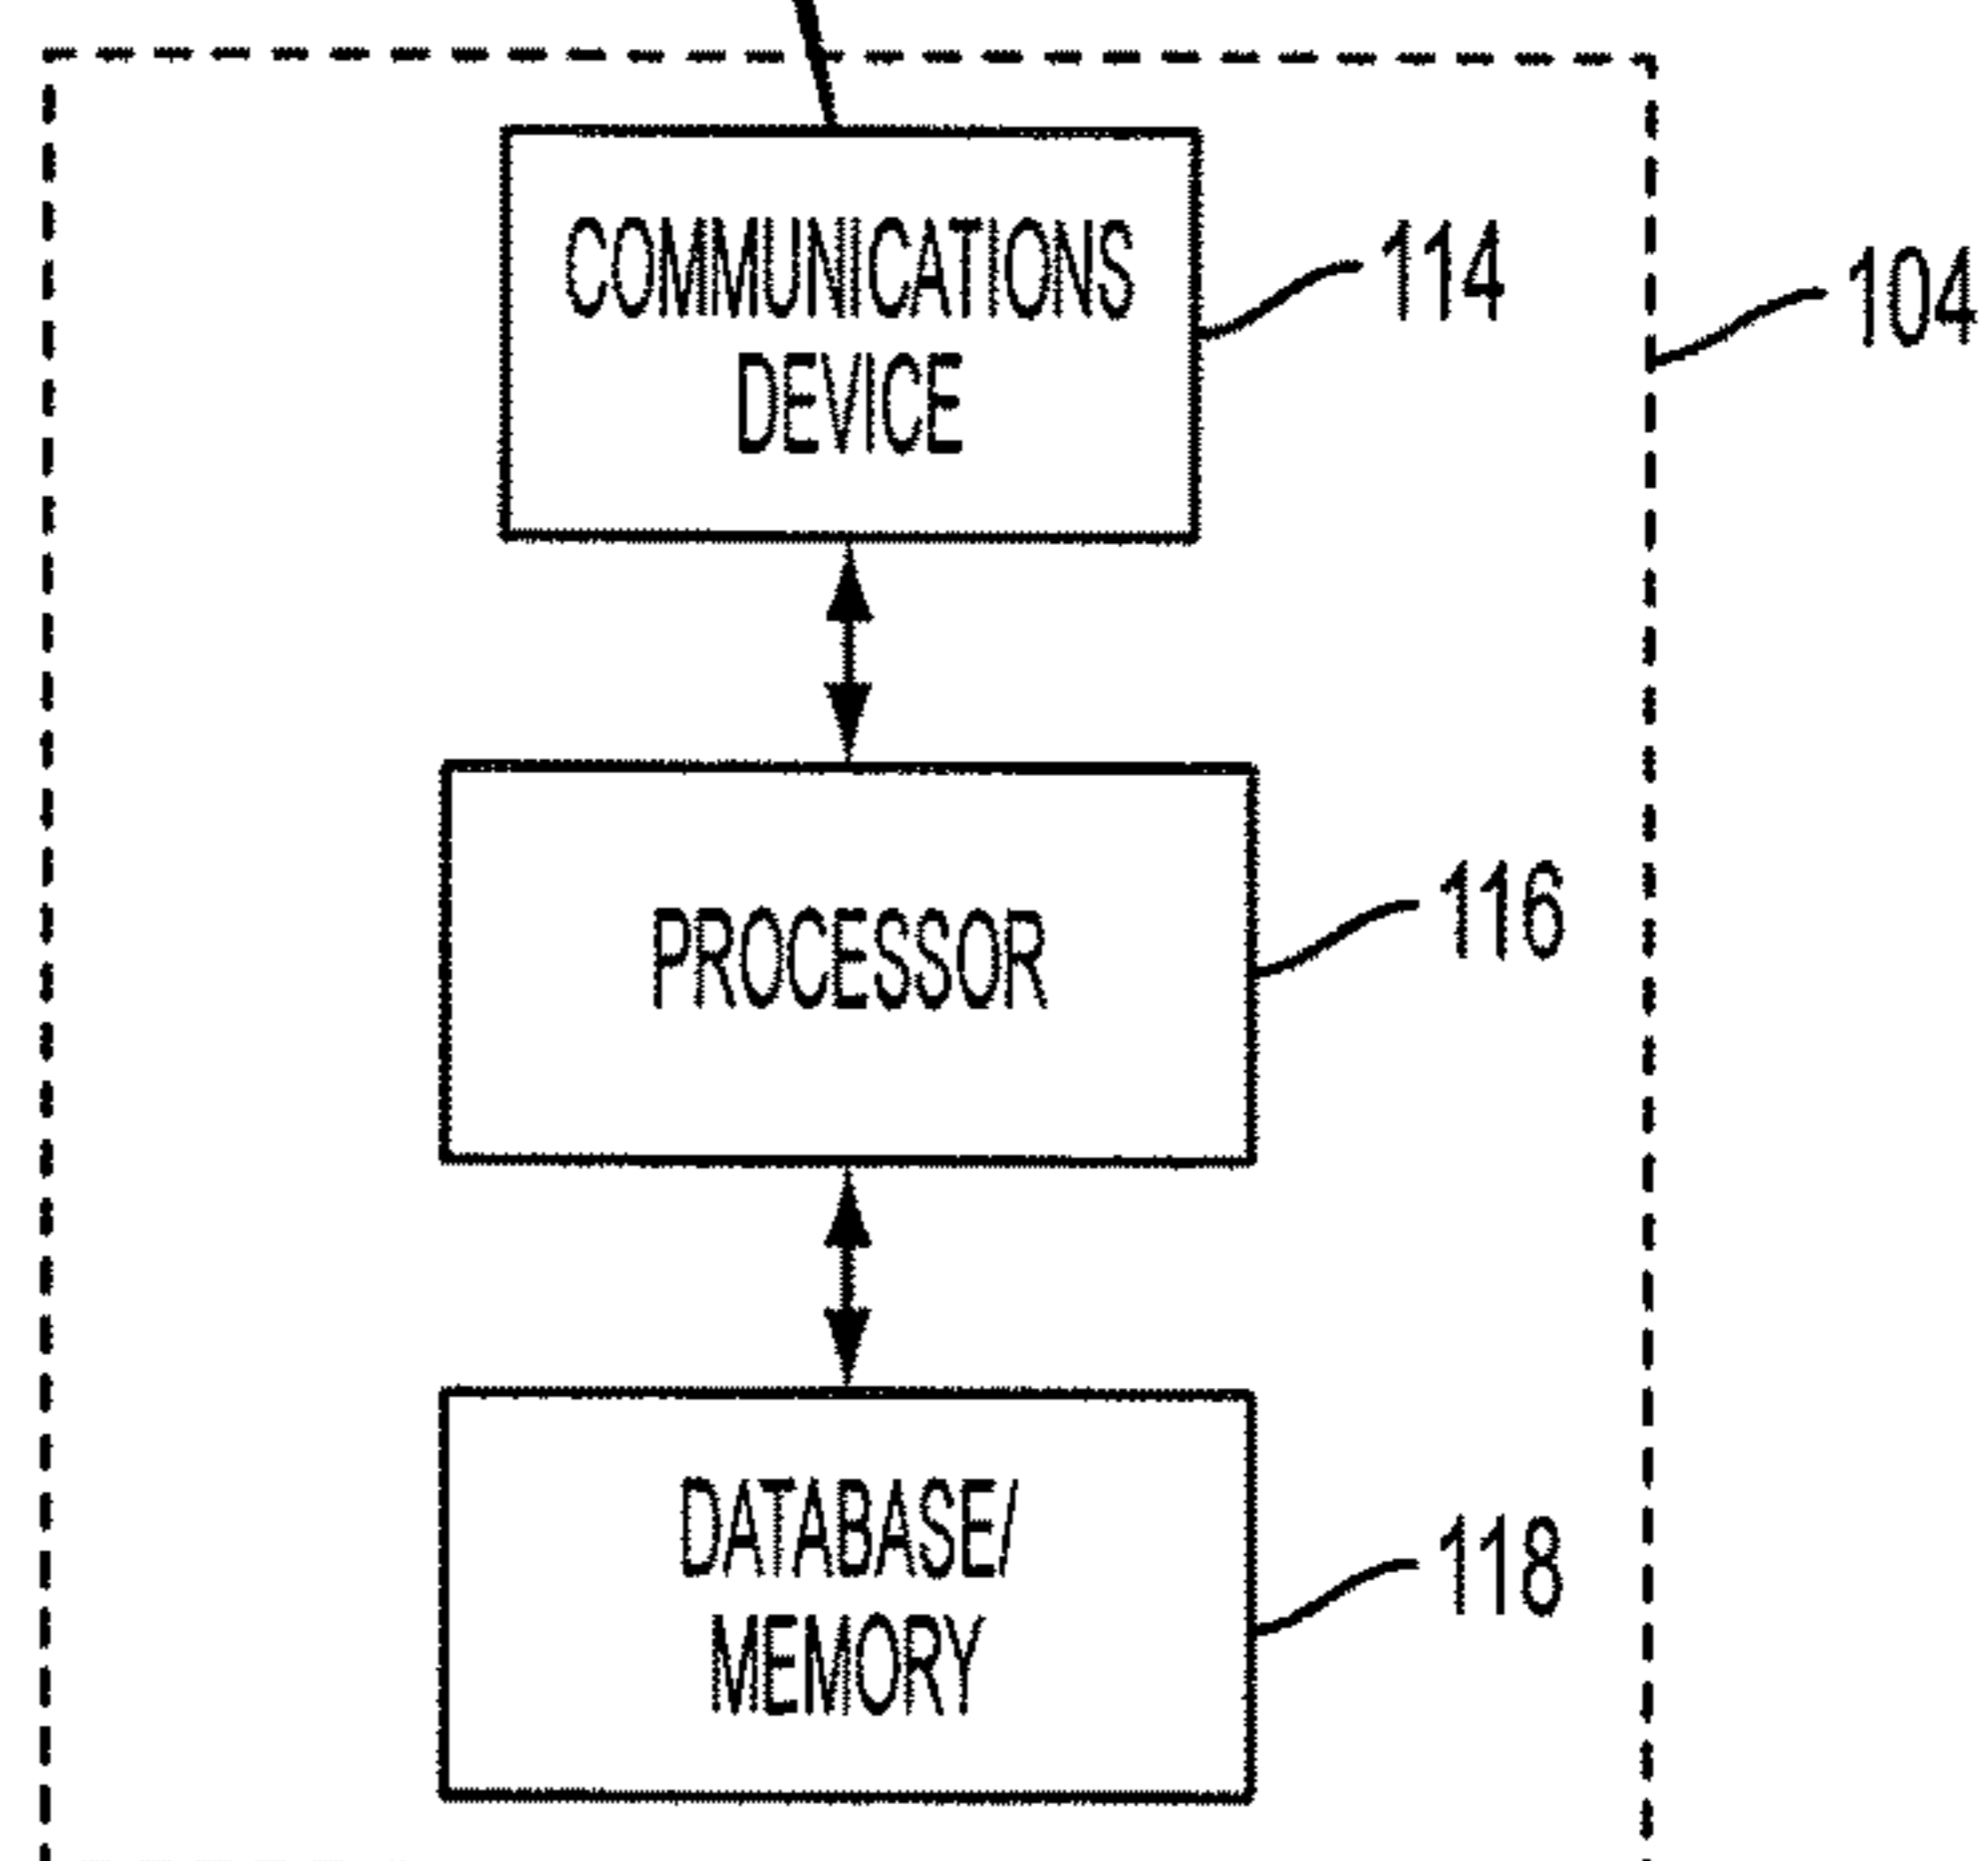 COMMUNICATIONS
DEVICE
114
104
PROCESSOR
116
DATABASE/
MEMORY
118